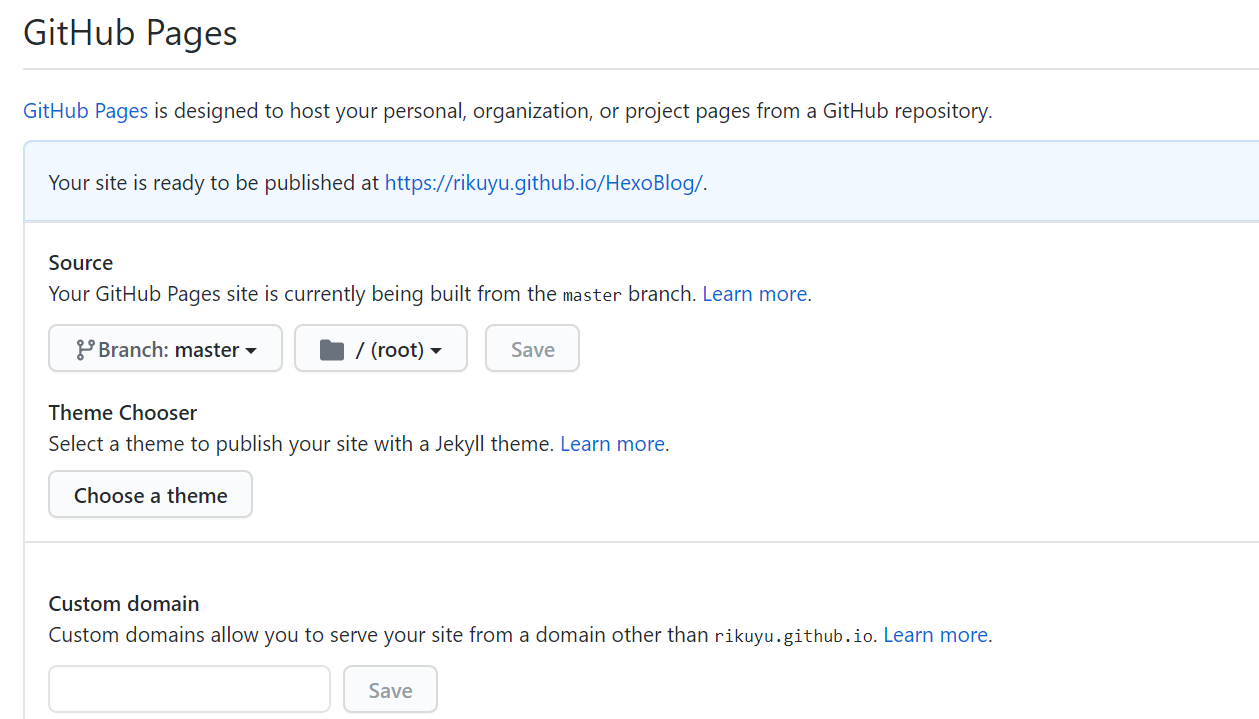 GitHub Pages
GitHub Pages is designed to host your personal, organization, or project pages from a GitHub repository.
Your site is ready to be published at https://rikuyu.github.io/HexoBlog/.
Source
Your GitHub Pages site is currently being built from the master branch. Learn more.
Branch: master / (root) Save
Theme Chooser
Select a theme to publish your site with a Jekyll theme. Learn more.
Choose a theme
Custom domain
Custom domains allow you to serve your site from a domain other than rikuyu.github.io. Learn more.
Save